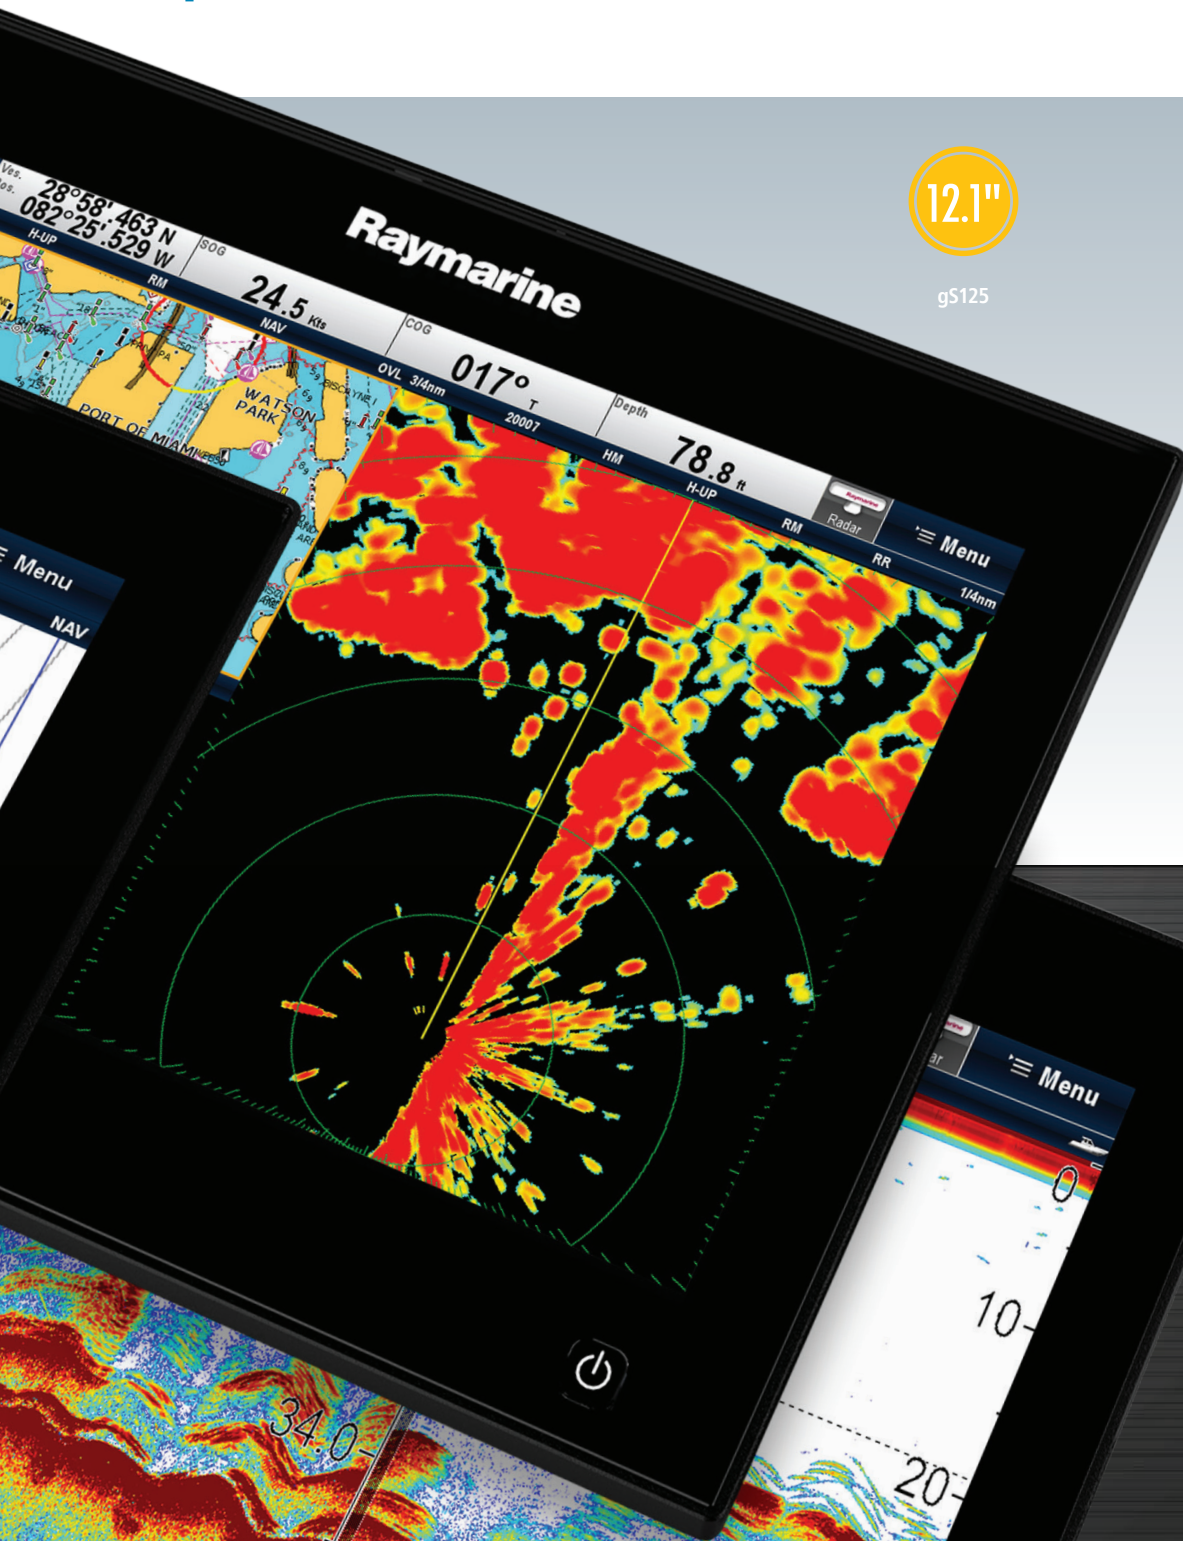 12.1"
gS125
Raymarine
Ves.
28°58'.463 N
082°25'.529 W
SOG
24.5 Kts
COG
017° T
Depth
78.8 ft
Raymarine
Radar
Menu
H-UP
RM
NAV
OVL
3/4nm
20007
HM
H-UP
RM
RR
1/4nm
WATSON
PARK
PORT OF MIAMI
Menu
NAV
Menu
0
10
20
34.0